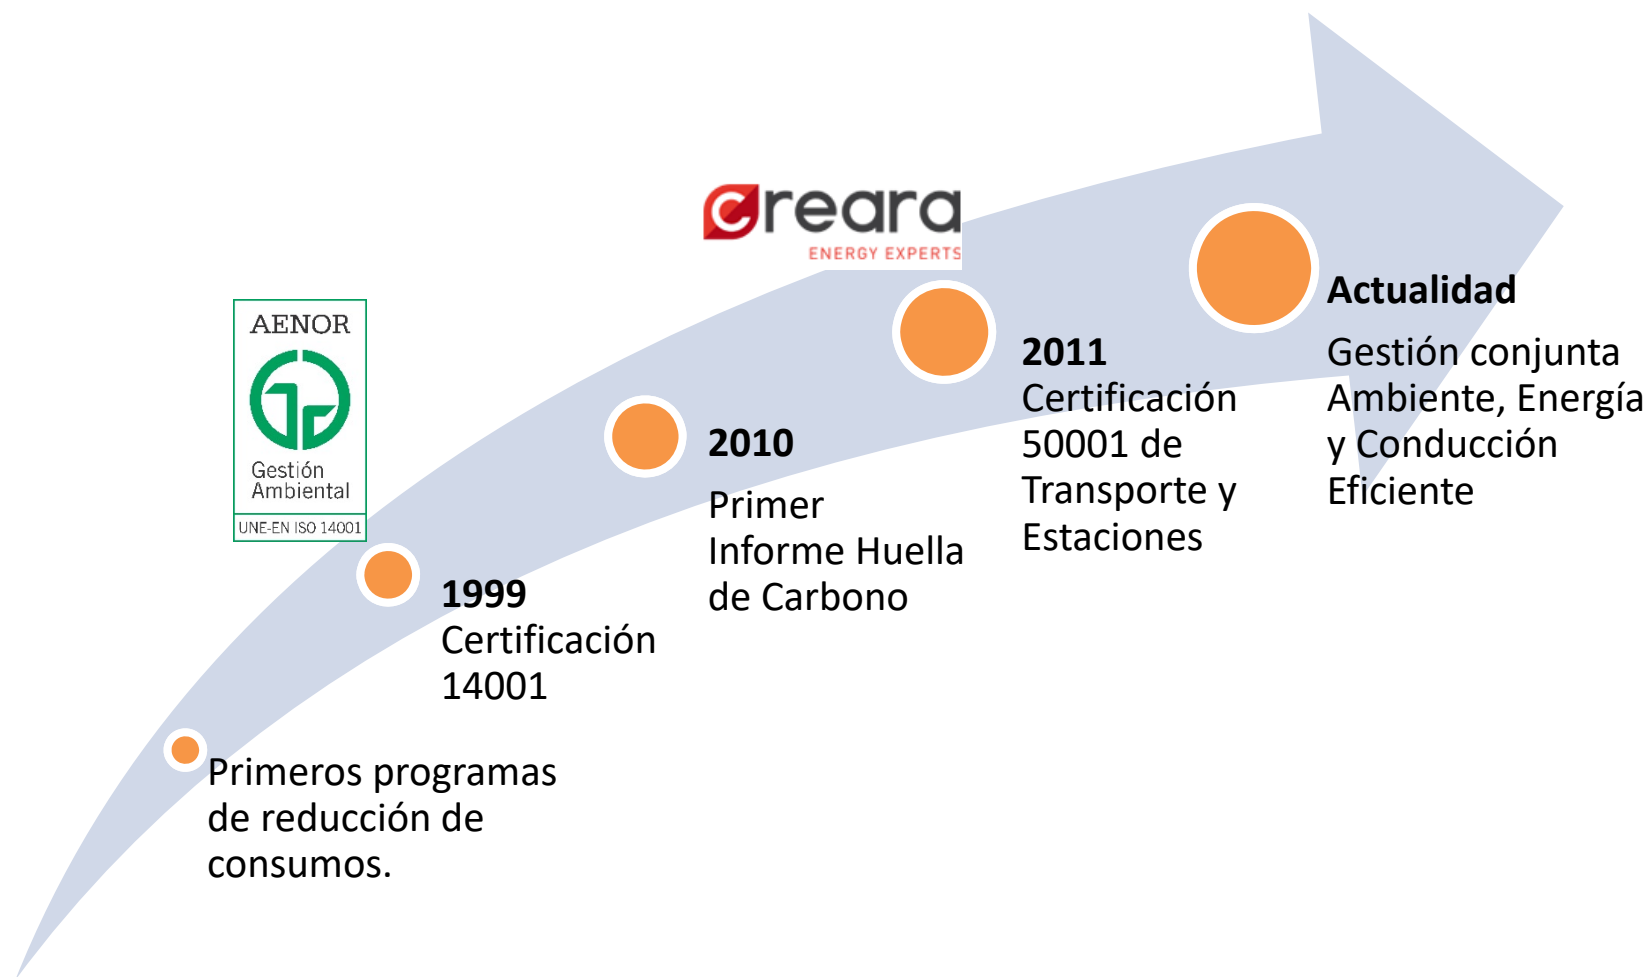 creara
ENERGY EXPERTS
AENOR
Gestión
Ambiental
UNE-EN ISO 14001
Primeros programas
de reducción de
consumos.
1999
Certificación
14001
2010
Primer
Informe Huella
de Carbono
2011
Certificación
50001 de
Transporte y
Estaciones
Actualidad
Gestión conjunta
Ambiente, Energía
y Conducción
Eficiente